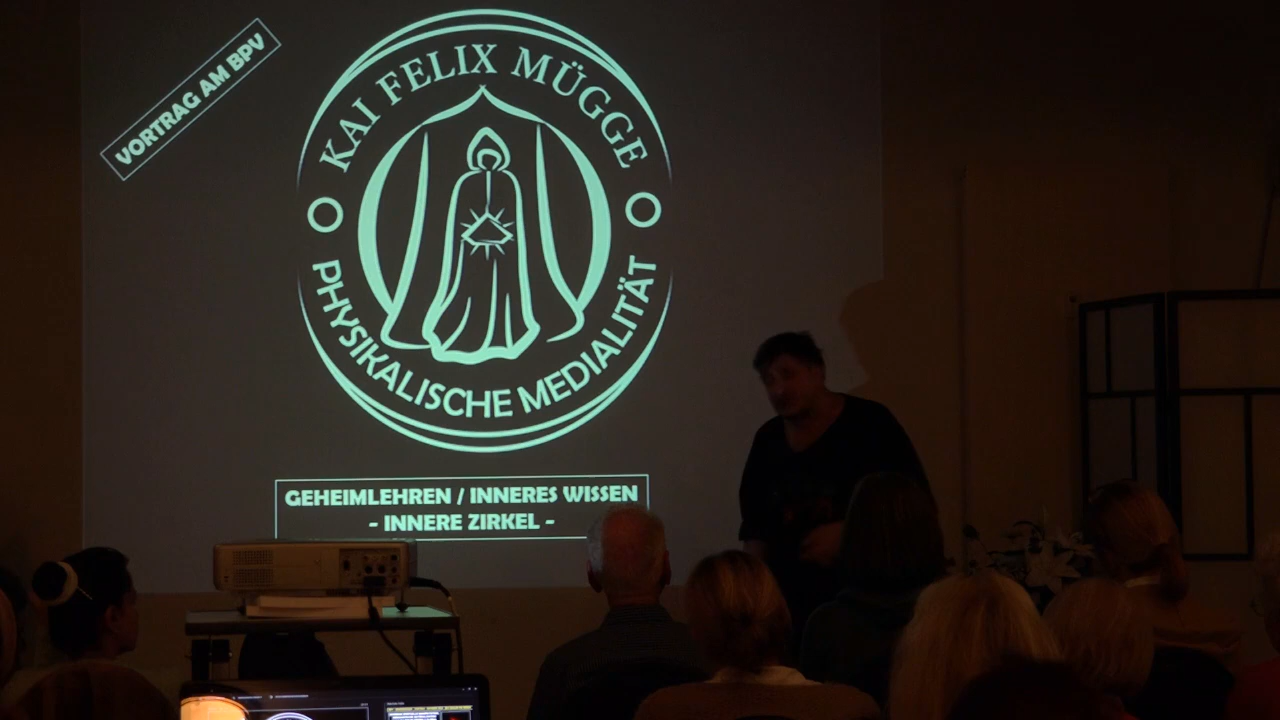 VORTRAG AM BPV
KAI FELIX MÜGGE
PHYSIKALISCHE MEDIALITÄT
GEHEIMLEHREN / INNERES WISSEN
- INNERE ZIRKEL -